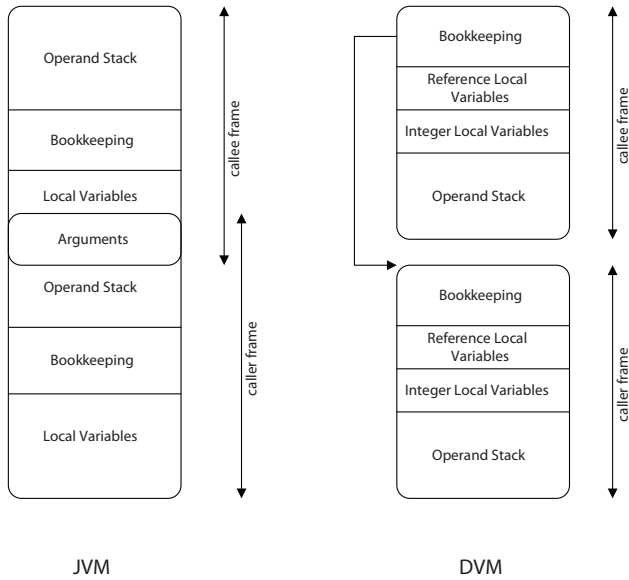 Operand Stack
Bookkeeping
Local Variables
Arguments
Operand Stack
Bookkeeping
Local Variables
callee frame
caller frame
JVM
Bookkeeping
Reference Local
Variables
Integer Local Variables
Operand Stack
Bookkeeping
Reference Local
Variables
Integer Local Variables
Operand Stack
callee frame
caller frame
DVM